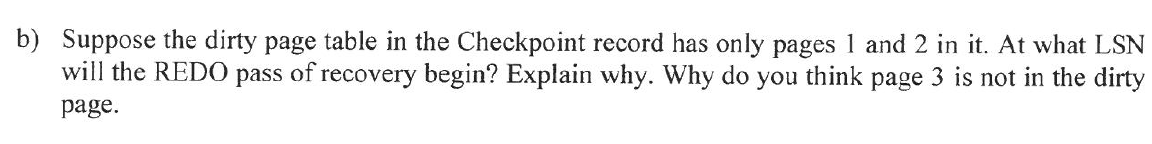 b) Suppose the dirty page table in the Checkpoint record has only pages 1 and 2 in it. At what LSN
will the REDO pass of recovery begin? Explain why. Why do you think page 3 is not in the dirty
page.